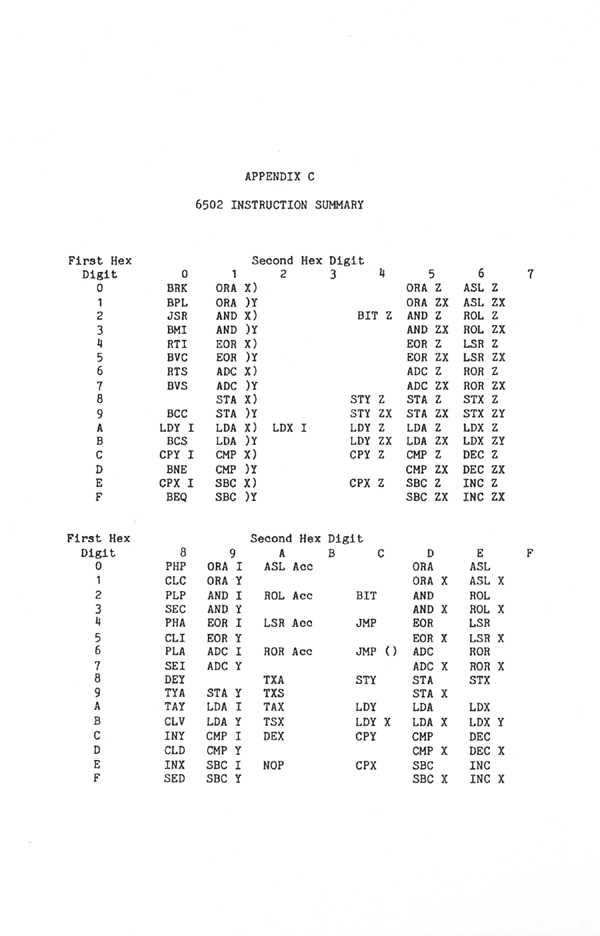 APPENDIX C
6502 INSTRUCTION SUMMARY
First Hex Second Hex Digit
Digit 0 1 2 3 4 5 6 7
0 BRK ORA X) ORA Z ASL Z
1 BPL ORA )Y ORA ZX ASL ZX
2 JSR AND X) BIT Z AND Z ROL Z
3 BMI AND )Y AND ZX ROL ZX
4 RTI EOR X) EOR Z LSR Z
5 BVC EOR )Y EOR ZX LSR ZX
6 RTS ADC X) ADC Z ROR Z
7 BVS ADC )Y ADC ZX ROR ZX
8 STA X) STY Z STA Z STX Z
9 BCC STA )Y STY ZX STA ZX STX ZY
A LDY I LDA X) LDX I LDY Z LDA Z LDX Z
B BCS LDA )Y LDY ZX LDA ZX LDX ZY
C CPY I CMP X) CPY Z CMP Z DEC Z
D BNE CMP )Y CMP ZX DEC ZX
E CPX I SBC X) CPX Z SBC Z INC Z
F BEQ SBC )Y SBC ZX INC ZX
First Hex Second Hex Digit
Digit 8 9 A B C D E F
0 PHP ORA I ASL Acc ORA ASL
1 CLC ORA Y ORA X ASL X
2 PLP AND I ROL Acc BIT AND ROL
3 SEC AND Y AND X ROL X
4 PHA EOR I LSR Acc JMP EOR LSR
5 CLI EOR Y EOR X LSR X
6 PLA ADC I ROR Acc JMP () ADC ROR
7 SEI ADC Y ADC X ROR X
8 DEY TXA STY STA STX
9 TYA STA Y TXS STA X
A TAY LDA I TAX LDY LDA LDX
B CLV LDA Y TSX LDY X LDA X LDX Y
C INY CMP I DEX CPY CMP DEC
D CLD CMP Y CMP X DEC X
E INX SBC I NOP CPX SBC INC
F SED SBC Y SBC X INC X